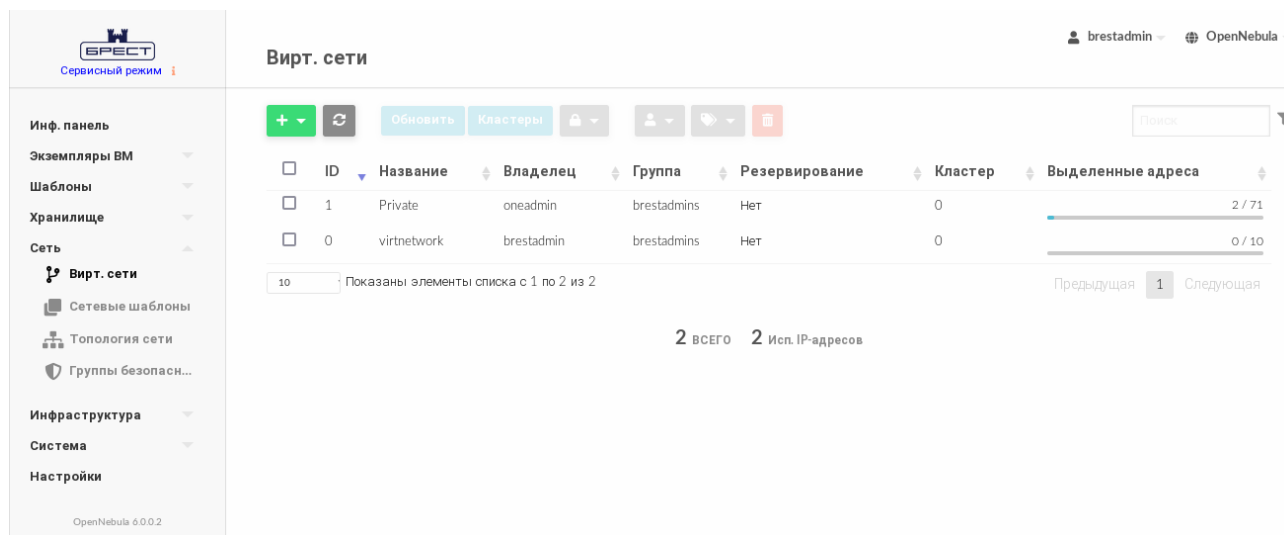 БРЕСТ
Сервисный режим
brestadmin
OpenNebula
Вирт. сети
Инф. панель
Экземпляры ВМ
Шаблоны
Хранилище
Сеть
Вирт. сети
Сетевые шаблоны
Топология сети
Группы безопасн...
Инфраструктура
Система
Настройки
OpenNebula 6.0.0.2
Обновить Кластеры
Поиск
ID Название Владелец Группа Резервирование Кластер Выделенные адреса
1 Private oneadmin brestadmins Нет 0 2 / 71
0 virtnetwork brestadmin brestadmins Нет 0 0 / 10
10 Показаны элементы списка с 1 по 2 из 2 Предыдущая 1 Следующая
2 ВСЕГО 2 Исп. IP-адресов